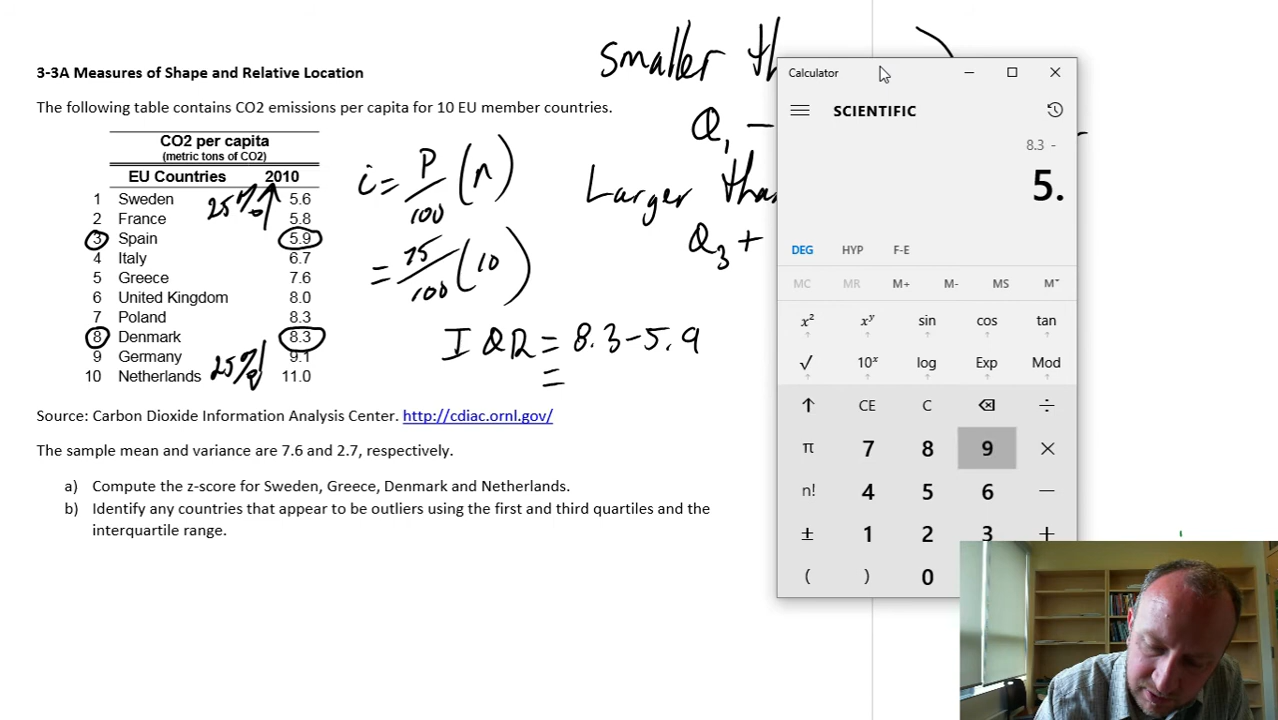 3-3A Measures of Shape and Relative Location
The following table contains CO2 emissions per capita for 10 EU member countries.
CO2 per capita
(metric tons of CO2)
EU Countries 2010
1 Sweden 5.6
2 France 5.8
3 Spain 5.9
4 Italy 6.7
5 Greece 7.6
6 United Kingdom 8.0
7 Poland 8.3
8 Denmark 8.3
9 Germany 9.1
10 Netherlands 11.0
25%
25%
i = P/100 (n)
= 75/100 (10)
IQR = 8.3 - 5.9
=
Smaller
Q1 -
Larger than
Q3 +
Source: Carbon Dioxide Information Analysis Center. http://cdiac.ornl.gov/
The sample mean and variance are 7.6 and 2.7, respectively.
a) Compute the z-score for Sweden, Greece, Denmark and Netherlands.
b) Identify any countries that appear to be outliers using the first and third quartiles and the
interquartile range.
Calculator
SCIENTIFIC
8.3 -
5.
DEG HYP F-E
MC MR M+ M- MS M˅
x² xʸ sin cos tan
√ 10ˣ log Exp Mod
↑ CE C ⌫ ÷
π 7 8 9 ×
n! 4 5 6 −
± 1 2 3 +
( ) 0